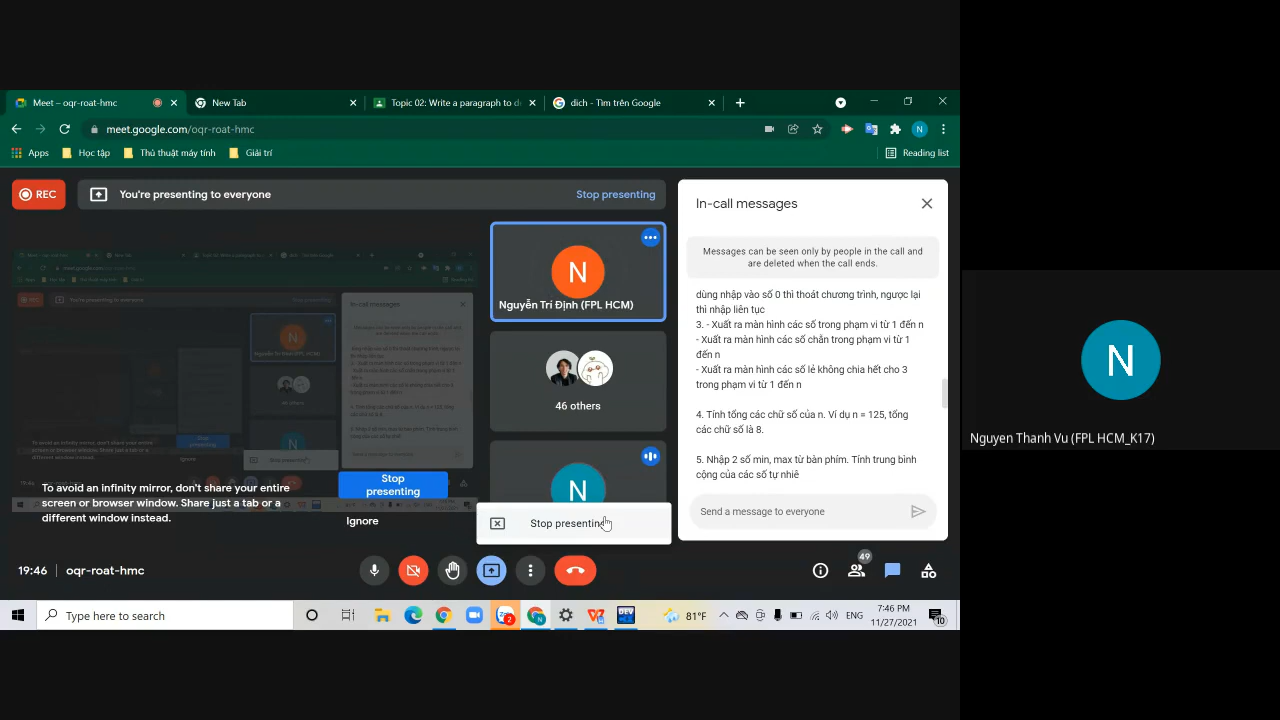 Meet – oqr-roat-hmc
New Tab
Topic 02: Write a paragraph to d
dich - Tìm trên Google
meet.google.com/oqr-roat-hmc
Apps
Học tập
Thủ thuật máy tính
Giải trí
Reading list
REC
You're presenting to everyone
Stop presenting
In-call messages
Messages can be seen only by people in the call and
are deleted when the call ends.
dùng nhập vào số 0 thì thoát chương trình, ngược lại
thì nhập liên tục
3. - Xuất ra màn hình các số trong phạm vi từ 1 đến n
- Xuất ra màn hình các số chẵn trong phạm vi từ 1
đến n
- Xuất ra màn hình các số lẻ không chia hết cho 3
trong phạm vi từ 1 đến n
4. Tính tổng các chữ số của n. Ví dụ n = 125, tổng
các chữ số là 8.
5. Nhập 2 số min, max từ bàn phím. Tính trung bình
cộng của các số tự nhiê
Send a message to everyone
N
Nguyễn Trí Định (FPL HCM)
46 others
N
To avoid an infinity mirror, don't share your entire
screen or browser window. Share just a tab or a
different window instead.
Stop
presenting
Ignore
Stop presenting
19:46
oqr-roat-hmc
49
Type here to search
2
81°F
ENG
7:46 PM
11/27/2021
10
N
Nguyen Thanh Vu (FPL HCM_K17)